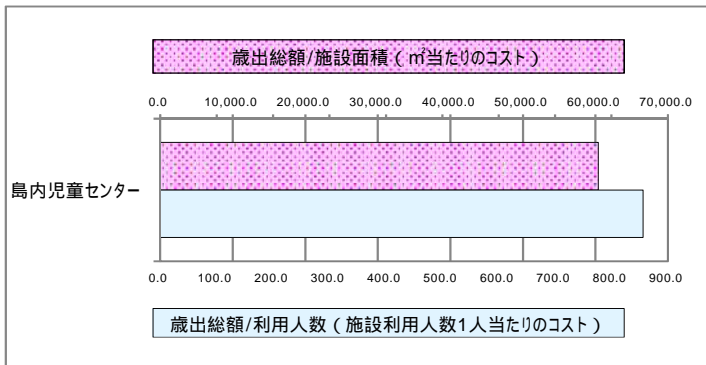 歳出総額/施設面積(㎡当たりのコスト)
0.0 10,000.0 20,000.0 30,000.0 40,000.0 50,000.0 60,000.0 70,000.0
島内児童センター
0.0 100.0 200.0 300.0 400.0 500.0 600.0 700.0 800.0 900.0
歳出総額/利用人数(施設利用人数1人当たりのコスト)